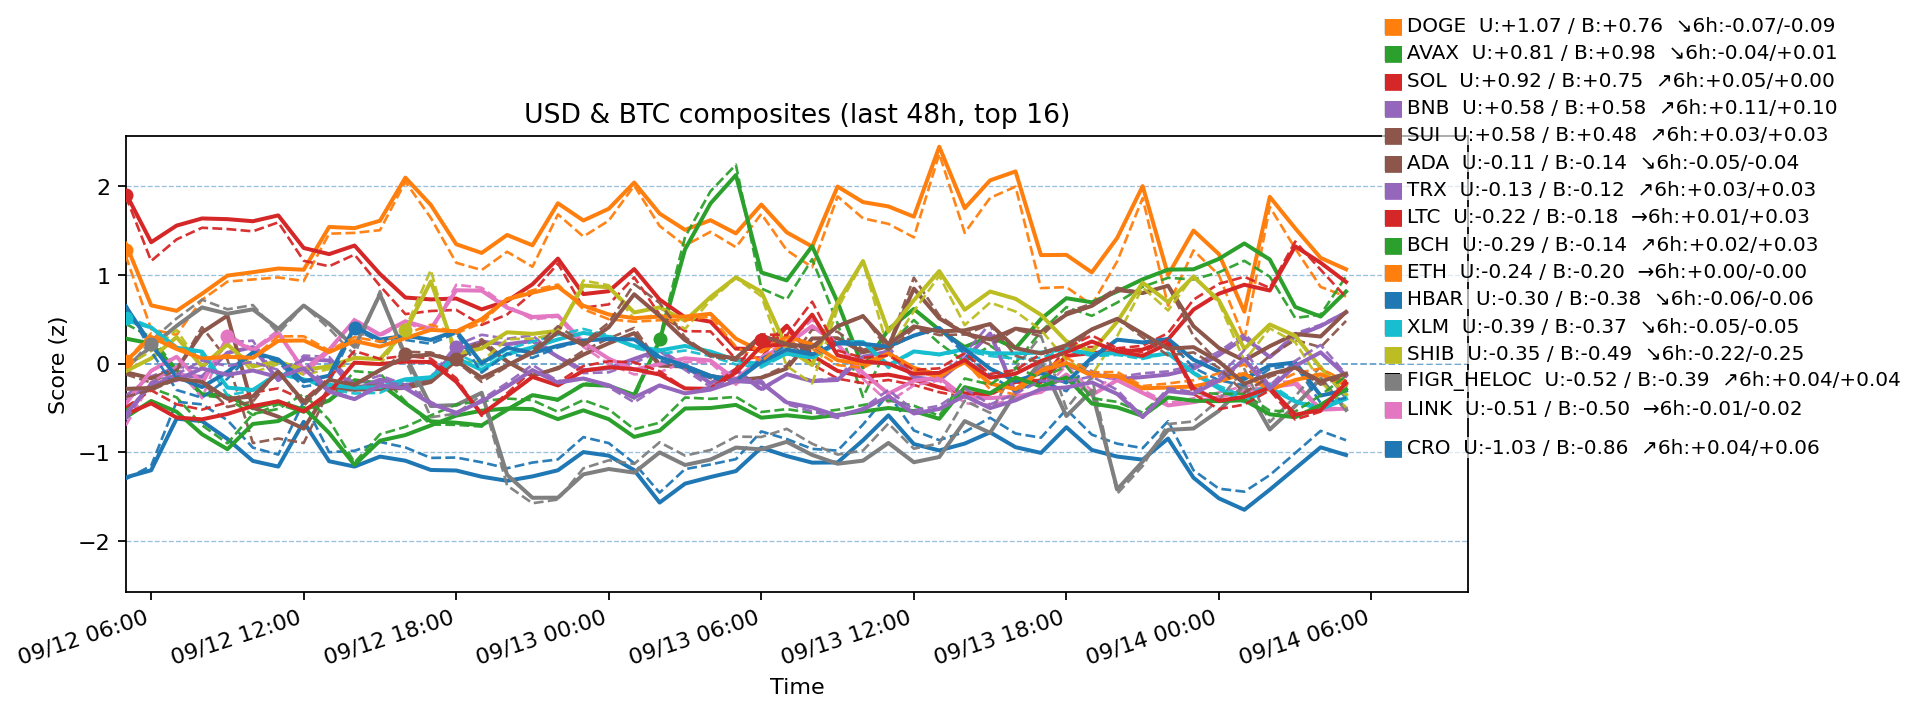 DOGE  U:+1.07 / B:+0.76  ↘6h:-0.07/-0.09
AVAX  U:+0.81 / B:+0.98  ↘6h:-0.04/+0.01
SOL  U:+0.92 / B:+0.75  ↗6h:+0.05/+0.00
BNB  U:+0.58 / B:+0.58  ↗6h:+0.11/+0.10
SUI  U:+0.58 / B:+0.48  ↗6h:+0.03/+0.03
ADA  U:-0.11 / B:-0.14  ↘6h:-0.05/-0.04
TRX  U:-0.13 / B:-0.12  ↗6h:+0.03/+0.03
LTC  U:-0.22 / B:-0.18  →6h:+0.01/+0.03
BCH  U:-0.29 / B:-0.14  ↗6h:+0.02/+0.03
ETH  U:-0.24 / B:-0.20  →6h:+0.00/-0.00
HBAR  U:-0.30 / B:-0.38  ↘6h:-0.06/-0.06
XLM  U:-0.39 / B:-0.37  ↘6h:-0.05/-0.05
SHIB  U:-0.35 / B:-0.49  ↘6h:-0.22/-0.25
FIGR_HELOC  U:-0.52 / B:-0.39  ↗6h:+0.04/+0.04
LINK  U:-0.51 / B:-0.50  →6h:-0.01/-0.02
CRO  U:-1.03 / B:-0.86  ↗6h:+0.04/+0.06
USD & BTC composites (last 48h, top 16)
Score (z)
2
1
0
−1
−2
09/12 06:00
09/12 12:00
09/12 18:00
09/13 00:00
09/13 06:00
09/13 12:00
09/13 18:00
09/14 00:00
09/14 06:00
Time